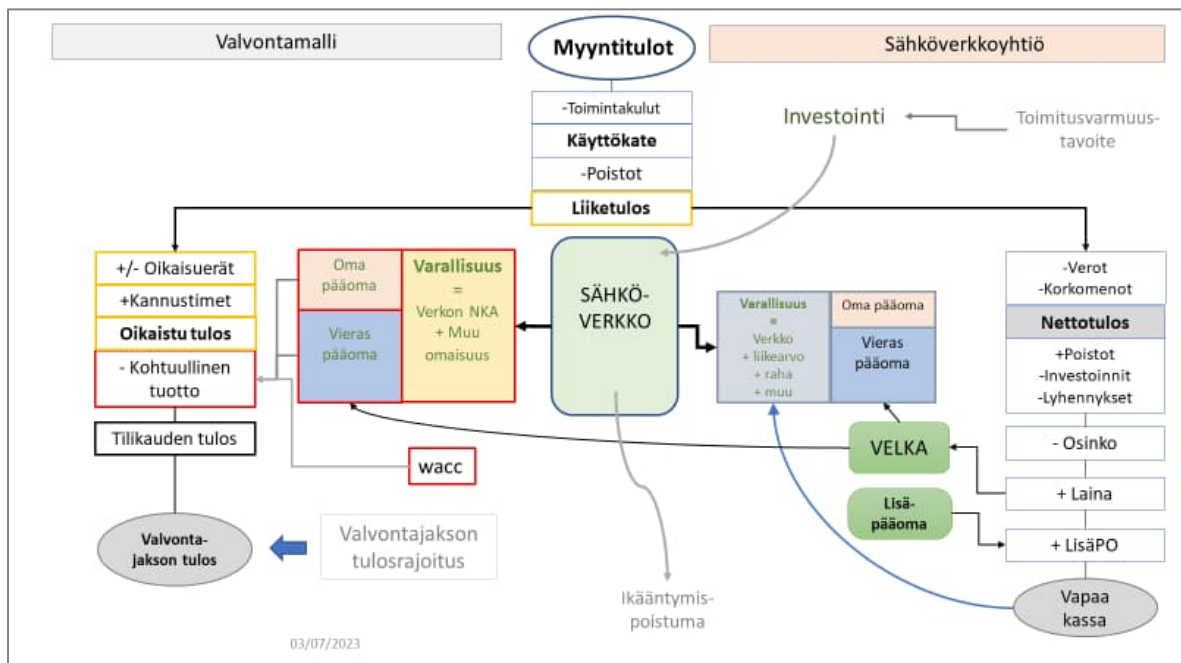 Valvontamalli
Myyntitulot
Sähköverkkoyhtiö
-Toimintakulut
Käyttökate
-Poistot
Liiketulos
Investointi
Toimitusvarmuus-
tavoite
+/- Oikaisuerät
+Kannustimet
Oikaistu tulos
- Kohtuullinen
tuotto
Tilikauden tulos
Valvonta-
jakson tulos
Oma
pääoma
Vieras
pääoma
Varallisuus
=
Verkon NKA
+ Muu
omaisuus
wacc
Valvontajakson
tulosrajoitus
SÄHKÖ-
VERKKO
Ikääntymis-
poistuma
Varallisuus
=
Verkko
+ liikearvo
+ raha
+ muu
Oma pääoma
Vieras
pääoma
VELKA
Lisä-
pääoma
-Verot
-Korkomenot
Nettotulos
+Poistot
-Investoinnit
-Lyhennykset
- Osinko
+ Laina
+ LisäPO
Vapaa
kassa
03/07/2023